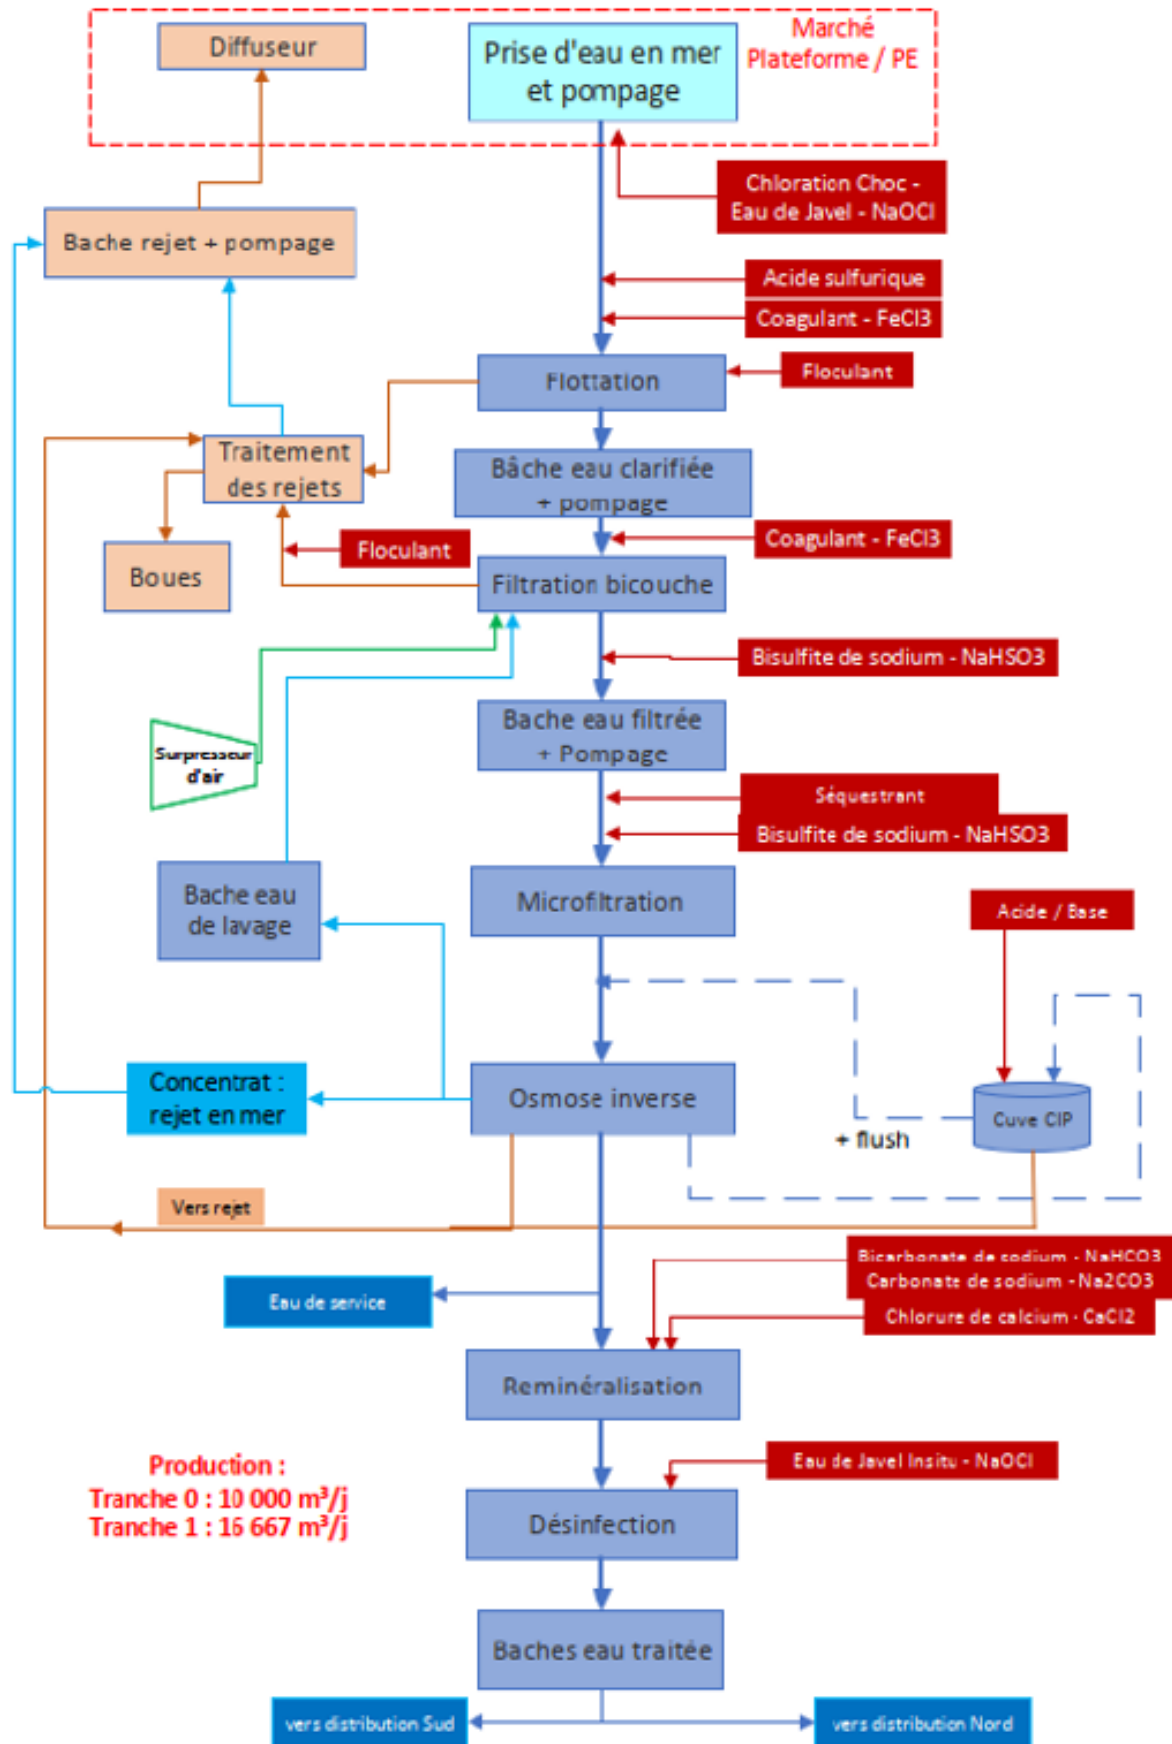 Marché
Plateforme / PE
Diffuseur
Prise d'eau en mer
et pompage
Chloration Choc -
Eau de Javel - NaOCl
Bache rejet + pompage
Acide sulfurique
Coagulant - FeCl3
Flottation
Floculant
Traitement
des rejets
Bâche eau clarifiée
+ pompage
Coagulant - FeCl3
Floculant
Boues
Filtration bicouche
Bisulfite de sodium - NaHSO3
Bache eau filtrée
+ Pompage
Surpresseur
d'air
Séquestrant
Bisulfite de sodium - NaHSO3
Bache eau
de lavage
Microfiltration
Acide / Base
Concentrat :
rejet en mer
Osmose inverse
Cuve CIP
+ flush
Vers rejet
Bicarbonate de sodium - NaHCO3
Carbonate de sodium - Na2CO3
Chlorure de calcium - CaCl2
Eau de service
Reminéralisation
Production :
Tranche 0 : 10 000 m³/j
Tranche 1 : 16 667 m³/j
Eau de Javel Insitu - NaOCl
Désinfection
Baches eau traitée
vers distribution Sud
vers distribution Nord